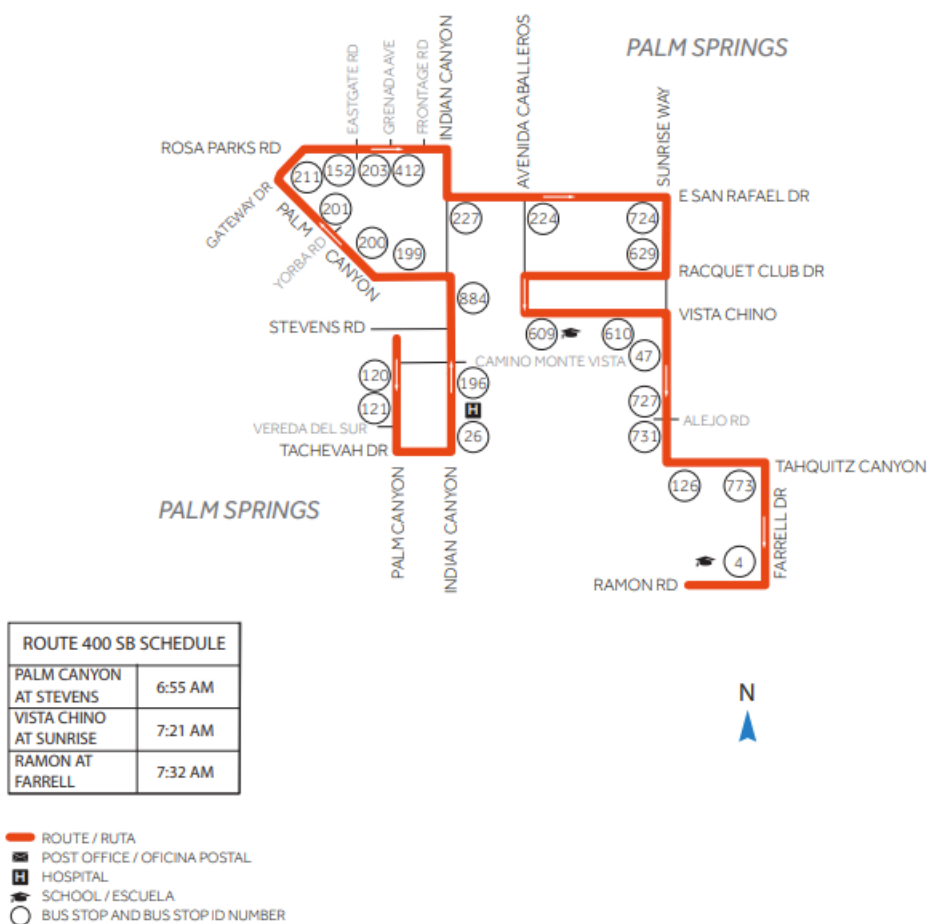 PALM SPRINGS
EASTGATE RD
GRENADA AVE
FRONTAGE RD
INDIAN CANYON
AVENIDA CABALLEROS
SUNRISE WAY
ROSA PARKS RD
211
152
203
412
E SAN RAFAEL DR
GATEWAY DR
201
227
224
724
PALM CANYON
YORBA RD
200
199
629
RACQUET CLUB DR
884
VISTA CHINO
STEVENS RD
609
610
47
CAMINO MONTE VISTA
120
196
H
727
121
ALEJO RD
VEREDA DEL SUR
26
731
TACHEVAH DR
TAHQUITZ CANYON
126
773
PALM SPRINGS
PALM CANYON
INDIAN CANYON
FARRELL DR
4
RAMON RD
ROUTE 400 SB SCHEDULE
PALM CANYON
AT STEVENS
6:55 AM
VISTA CHINO
AT SUNRISE
7:21 AM
RAMON AT
FARRELL
7:32 AM
N
ROUTE / RUTA
POST OFFICE / OFICINA POSTAL
H HOSPITAL
SCHOOL / ESCUELA
BUS STOP AND BUS STOP ID NUMBER